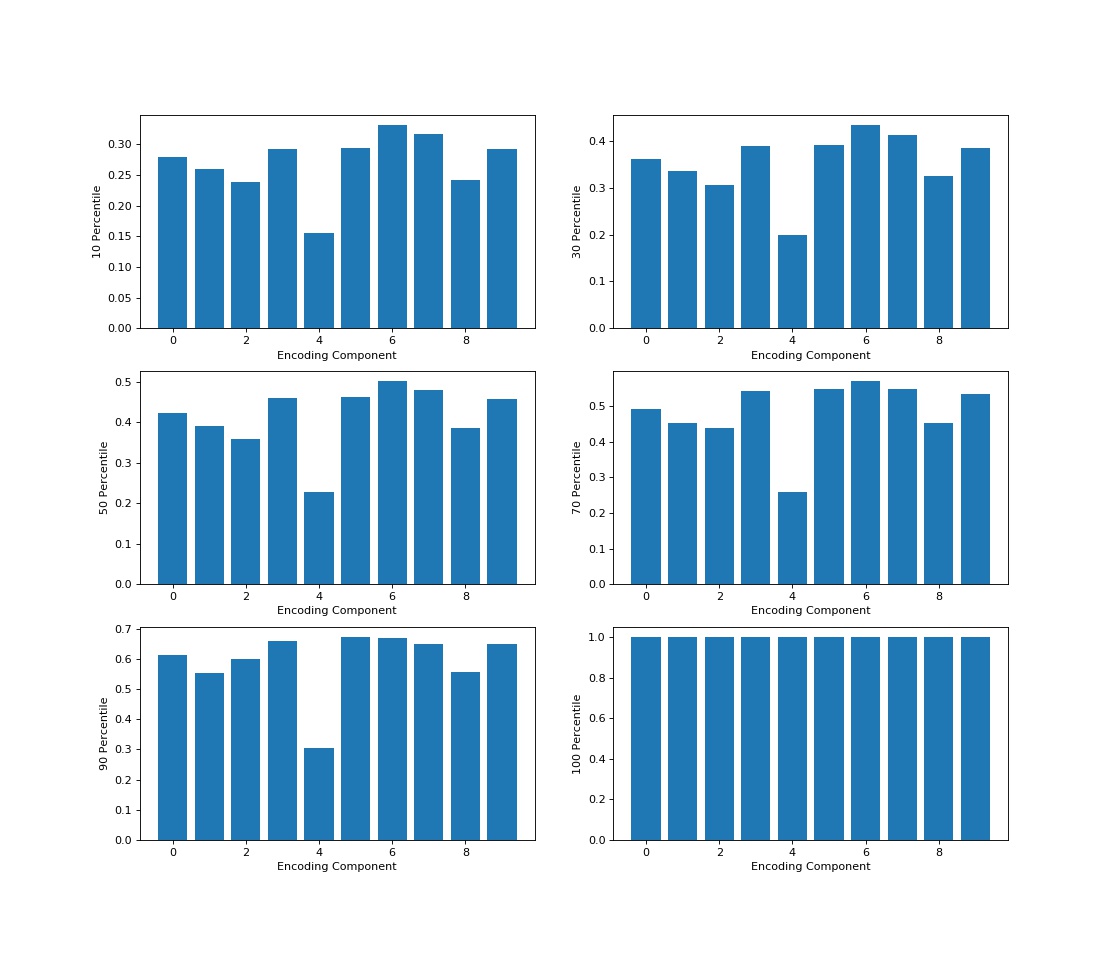 0.30
0.25
0.20
0.15
0.10
0.05
0.00
10 Percentile
0 2 4 6 8
Encoding Component
0.4
0.3
0.2
0.1
0.0
30 Percentile
0 2 4 6 8
Encoding Component
0.5
0.4
0.3
0.2
0.1
0.0
50 Percentile
0 2 4 6 8
Encoding Component
0.5
0.4
0.3
0.2
0.1
0.0
70 Percentile
0 2 4 6 8
Encoding Component
0.7
0.6
0.5
0.4
0.3
0.2
0.1
0.0
90 Percentile
0 2 4 6 8
Encoding Component
1.0
0.8
0.6
0.4
0.2
0.0
100 Percentile
0 2 4 6 8
Encoding Component